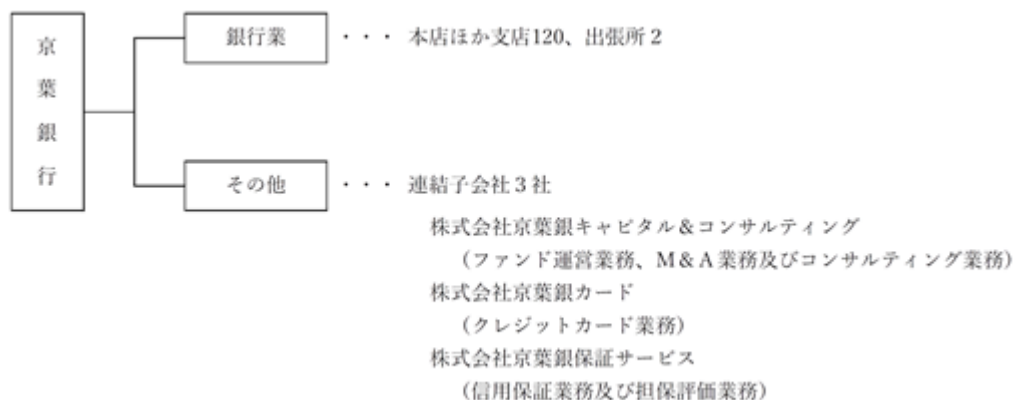 京葉銀行
銀行業 ・・・ 本店ほか支店120、出張所2
その他 ・・・ 連結子会社3社
株式会社京葉銀キャピタル&コンサルティング
(ファンド運営業務、M&A業務及びコンサルティング業務)
株式会社京葉銀カード
(クレジットカード業務)
株式会社京葉銀保証サービス
(信用保証業務及び担保評価業務)